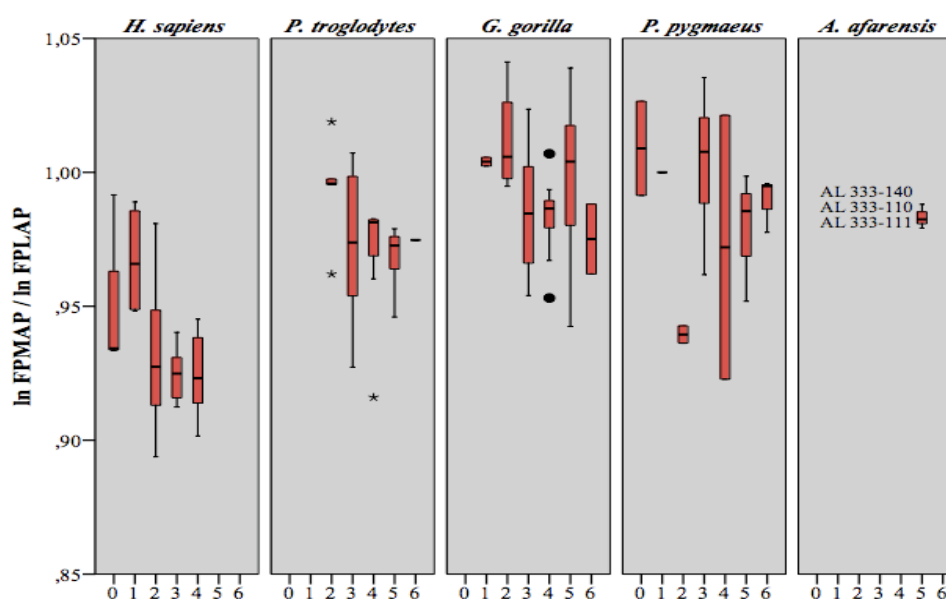 H. sapiens P. troglodytes G. gorilla P. pygmaeus A. afarensis
1,05
1,00
,95
,90
,85
ln FPMAP / ln FPLAP
AL 333-140
AL 333-110
AL 333-111
0 1 2 3 4 5 6 0 1 2 3 4 5 6 0 1 2 3 4 5 6 0 1 2 3 4 5 6 0 1 2 3 4 5 6